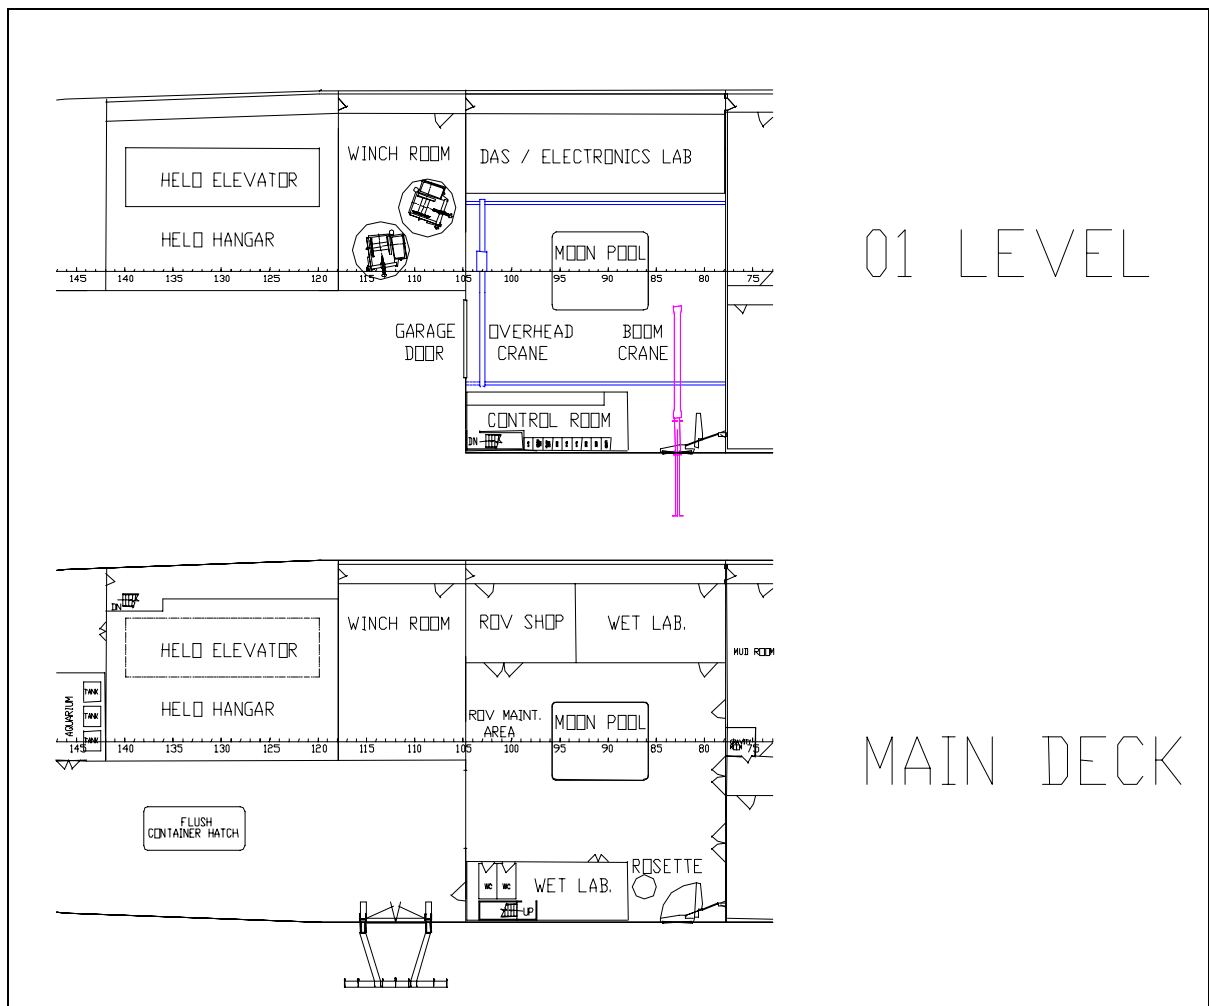 WINCH ROOM
DAS / ELECTRONICS LAB
HELO ELEVATOR
HELO HANGAR
MOON POOL
01 LEVEL
145 140 135 130 125 120 115 110 105 100 95 90 85 80 75
GARAGE
DOOR
OVERHEAD
CRANE
BOOM
CRANE
CONTROL ROOM
DN
DN
WINCH ROOM
ROV SHOP
WET LAB.
HELO ELEVATOR
MUD ROOM
TANK
TANK
TANK
AQUARIUM
HELO HANGAR
ROV MAINT.
AREA
MOON POOL
145 140 135 130 125 120 115 110 105 100 95 90 85 80 75
MAIN DECK
FLUSH
CONTAINER HATCH
ROSETTE
WC WC
WET LAB.
UP